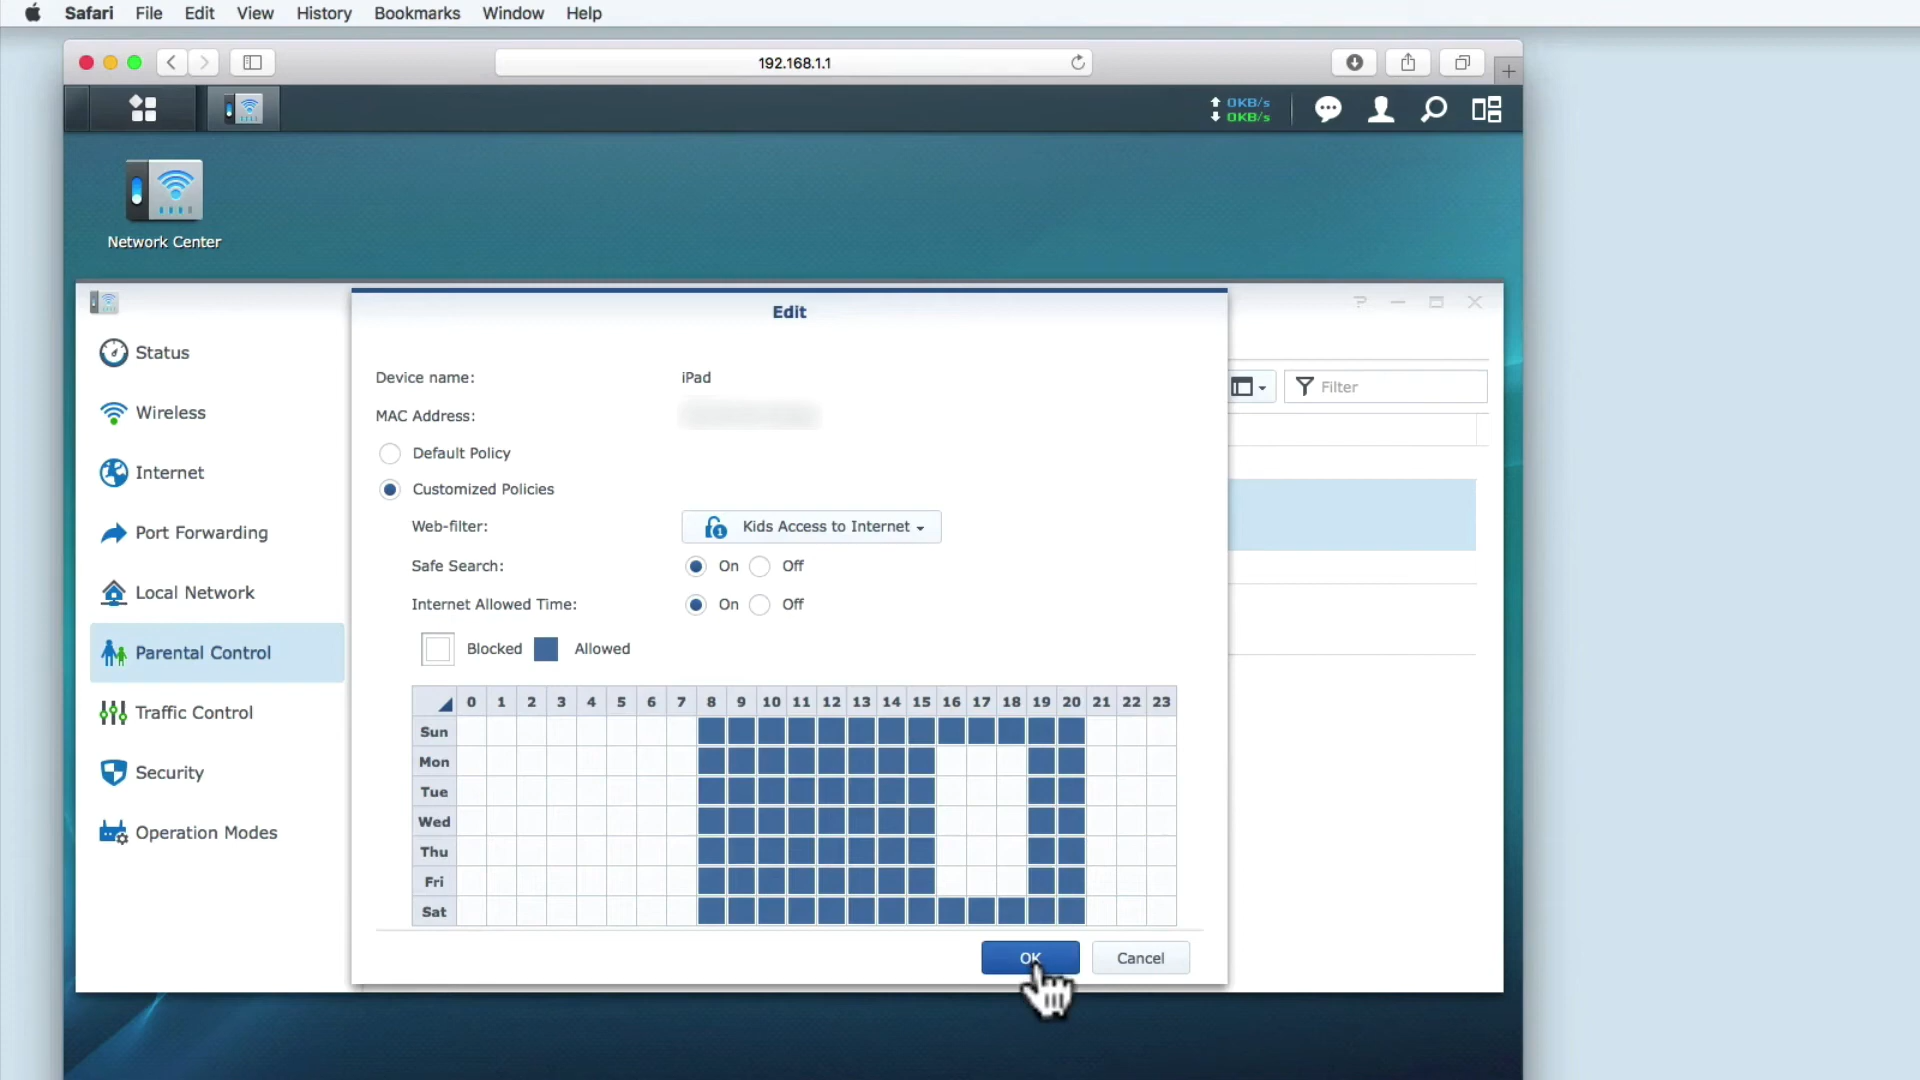 Safari File Edit View History Bookmarks Window Help
192.168.1.1
0KB/s
0KB/s
Network Center
Edit
Status
Wireless
Internet
Port Forwarding
Local Network
Parental Control
Traffic Control
Security
Operation Modes
Device name: iPad
MAC Address:
Default Policy
Customized Policies
Web-filter: 1 Kids Access to Internet
Safe Search: On Off
Internet Allowed Time: On Off
Blocked Allowed
0 1 2 3 4 5 6 7 8 9 10 11 12 13 14 15 16 17 18 19 20 21 22 23
Sun
Mon
Tue
Wed
Thu
Fri
Sat
OK Cancel
?
Filter